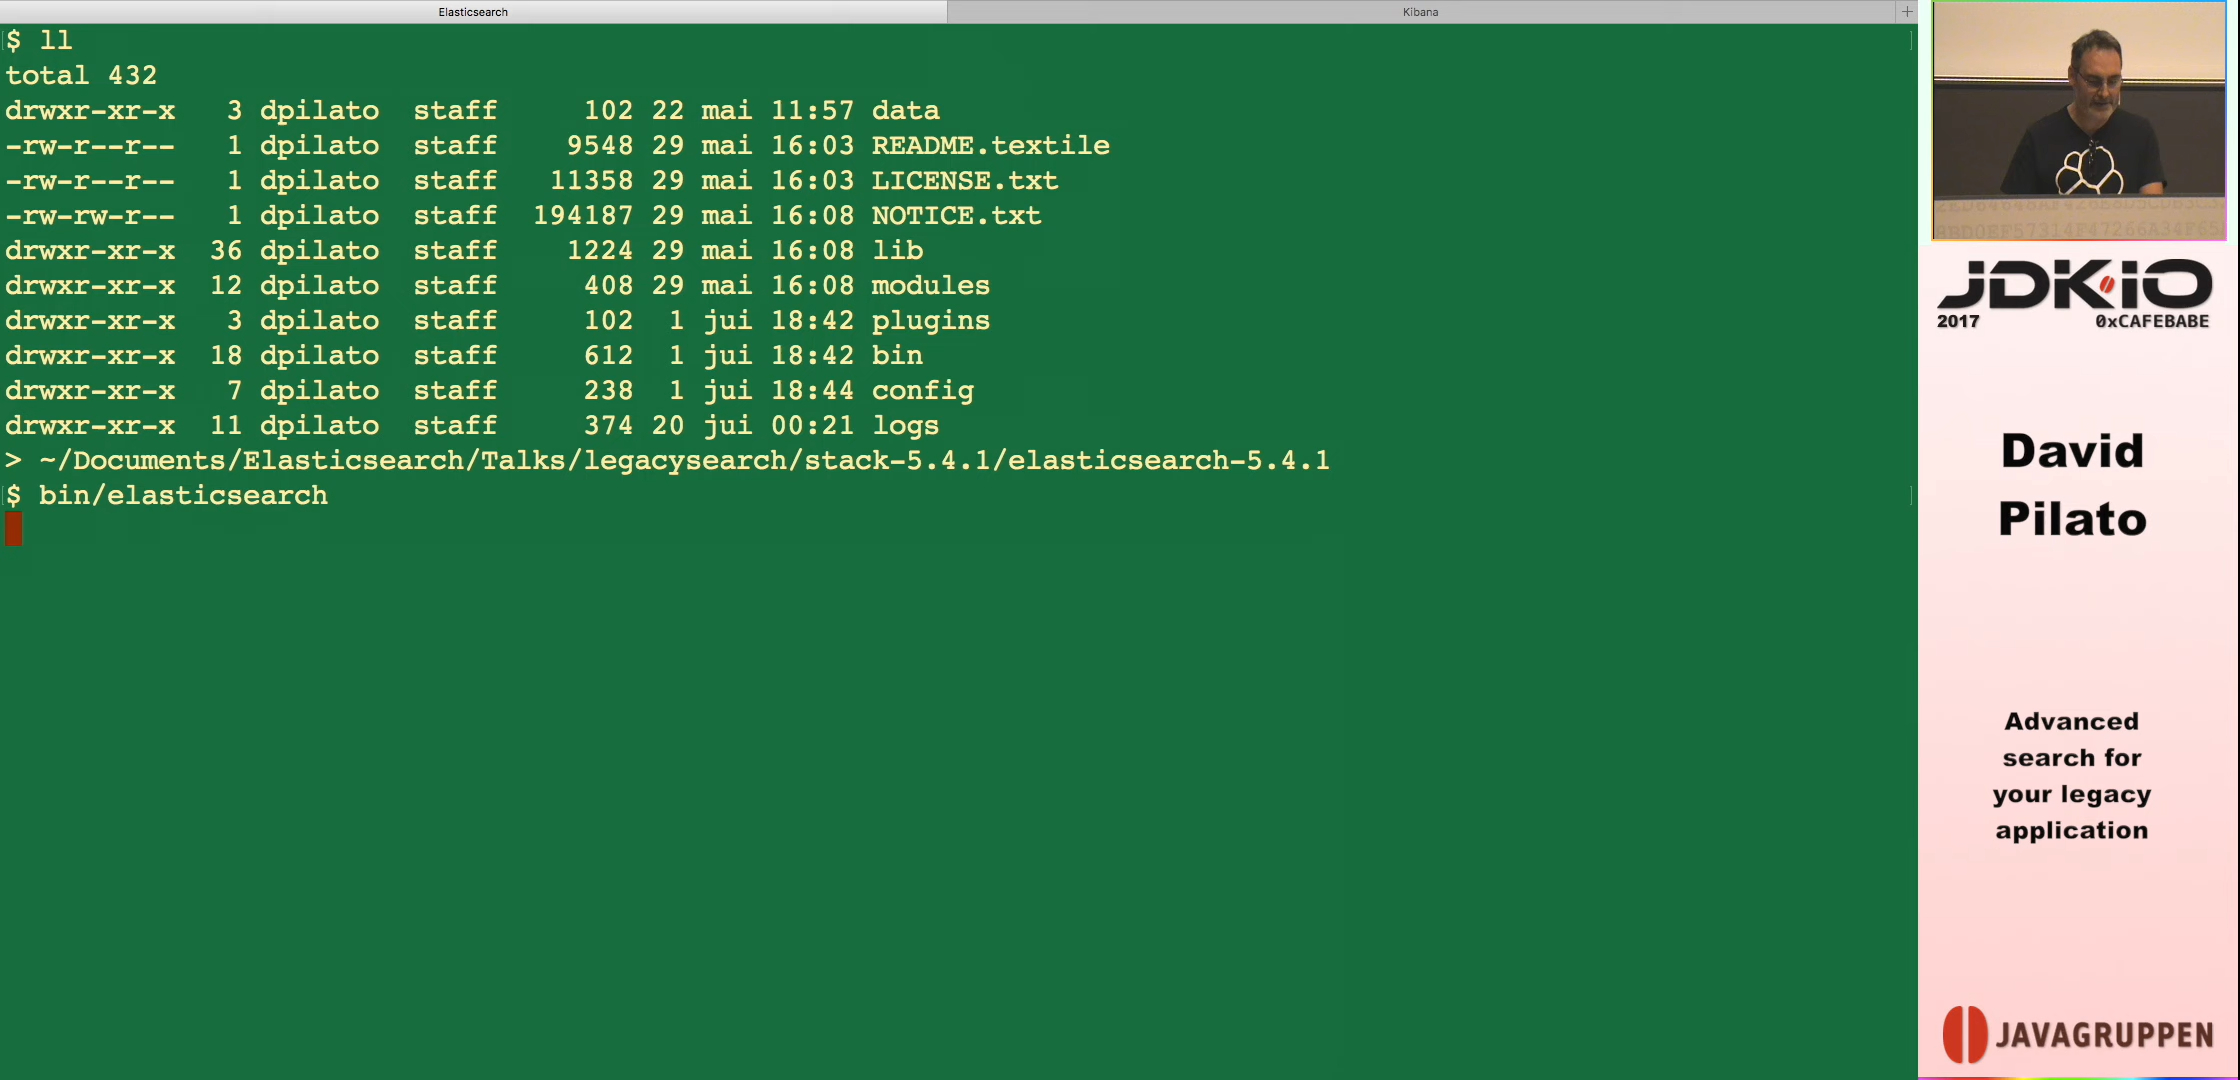 Elasticsearch
Kibana
+
$ ll
total 432
drwxr-xr-x 3 dpilato staff 102 22 mai 11:57 data
-rw-r--r-- 1 dpilato staff 9548 29 mai 16:03 README.textile
-rw-r--r-- 1 dpilato staff 11358 29 mai 16:03 LICENSE.txt
-rw-rw-r-- 1 dpilato staff 194187 29 mai 16:08 NOTICE.txt
drwxr-xr-x 36 dpilato staff 1224 29 mai 16:08 lib
drwxr-xr-x 12 dpilato staff 408 29 mai 16:08 modules
drwxr-xr-x 3 dpilato staff 102 1 jui 18:42 plugins
drwxr-xr-x 18 dpilato staff 612 1 jui 18:42 bin
drwxr-xr-x 7 dpilato staff 238 1 jui 18:44 config
drwxr-xr-x 11 dpilato staff 374 20 jui 00:21 logs
> ~/Documents/Elasticsearch/Talks/legacysearch/stack-5.4.1/elasticsearch-5.4.1
$ bin/elasticsearch
JDK.iO
2017 0xCAFEBABE
David
Pilato
Advanced
search for
your legacy
application
JAVAGRUPPEN